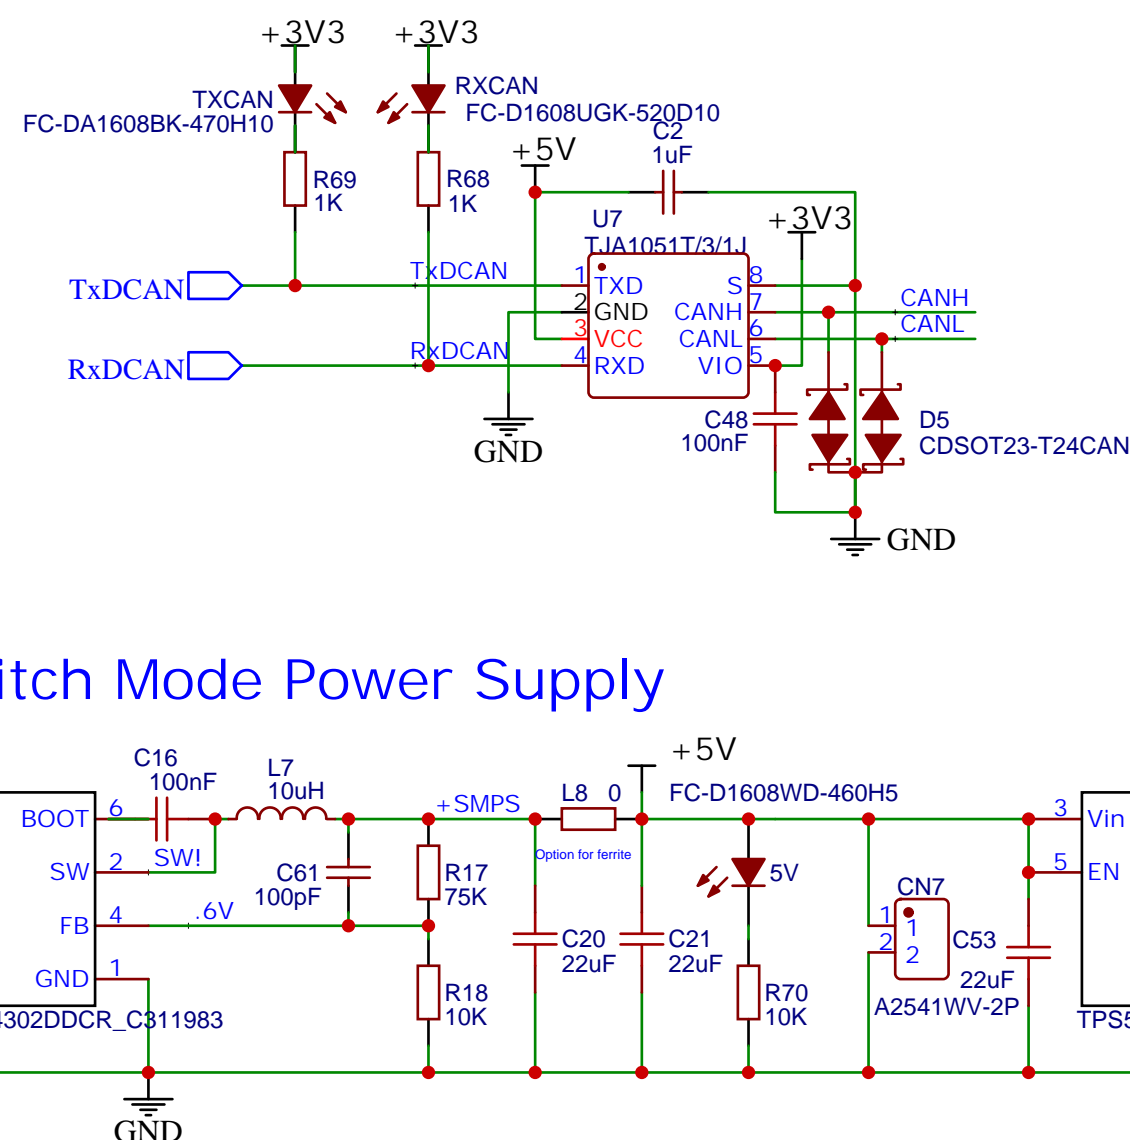 +3V3
+3V3
TXCAN
FC-DA1608BK-470H10
RXCAN
FC-D1608UGK-520D10
C2
1uF
+5V
R69
1K
R68
1K
U7
TJA1051T/3/1J
+3V3
TxDCAN
TxDCAN
1
TXD
S
8
2
GND
CANH
7
CANH
3
VCC
CANL
6
CANL
RxDCAN
RxDCAN
4
RXD
VIO
5
C48
100nF
D5
CDSOT23-T24CAN
GND
GND
itch Mode Power Supply
C16
100nF
L7
10uH
+SMPS
L8 0
Option for ferrite
+5V
FC-D1608WD-460H5
BOOT
6
SW
2
SW!
C61
100pF
R17
75K
5V
3
Vin
5
EN
FB
4
.6V
CN7
1
1
2
2
C20
22uF
C21
22uF
C53
22uF
GND
1
R18
10K
R70
10K
A2541WV-2P
4302DDCR_C311983
TPS5
GND